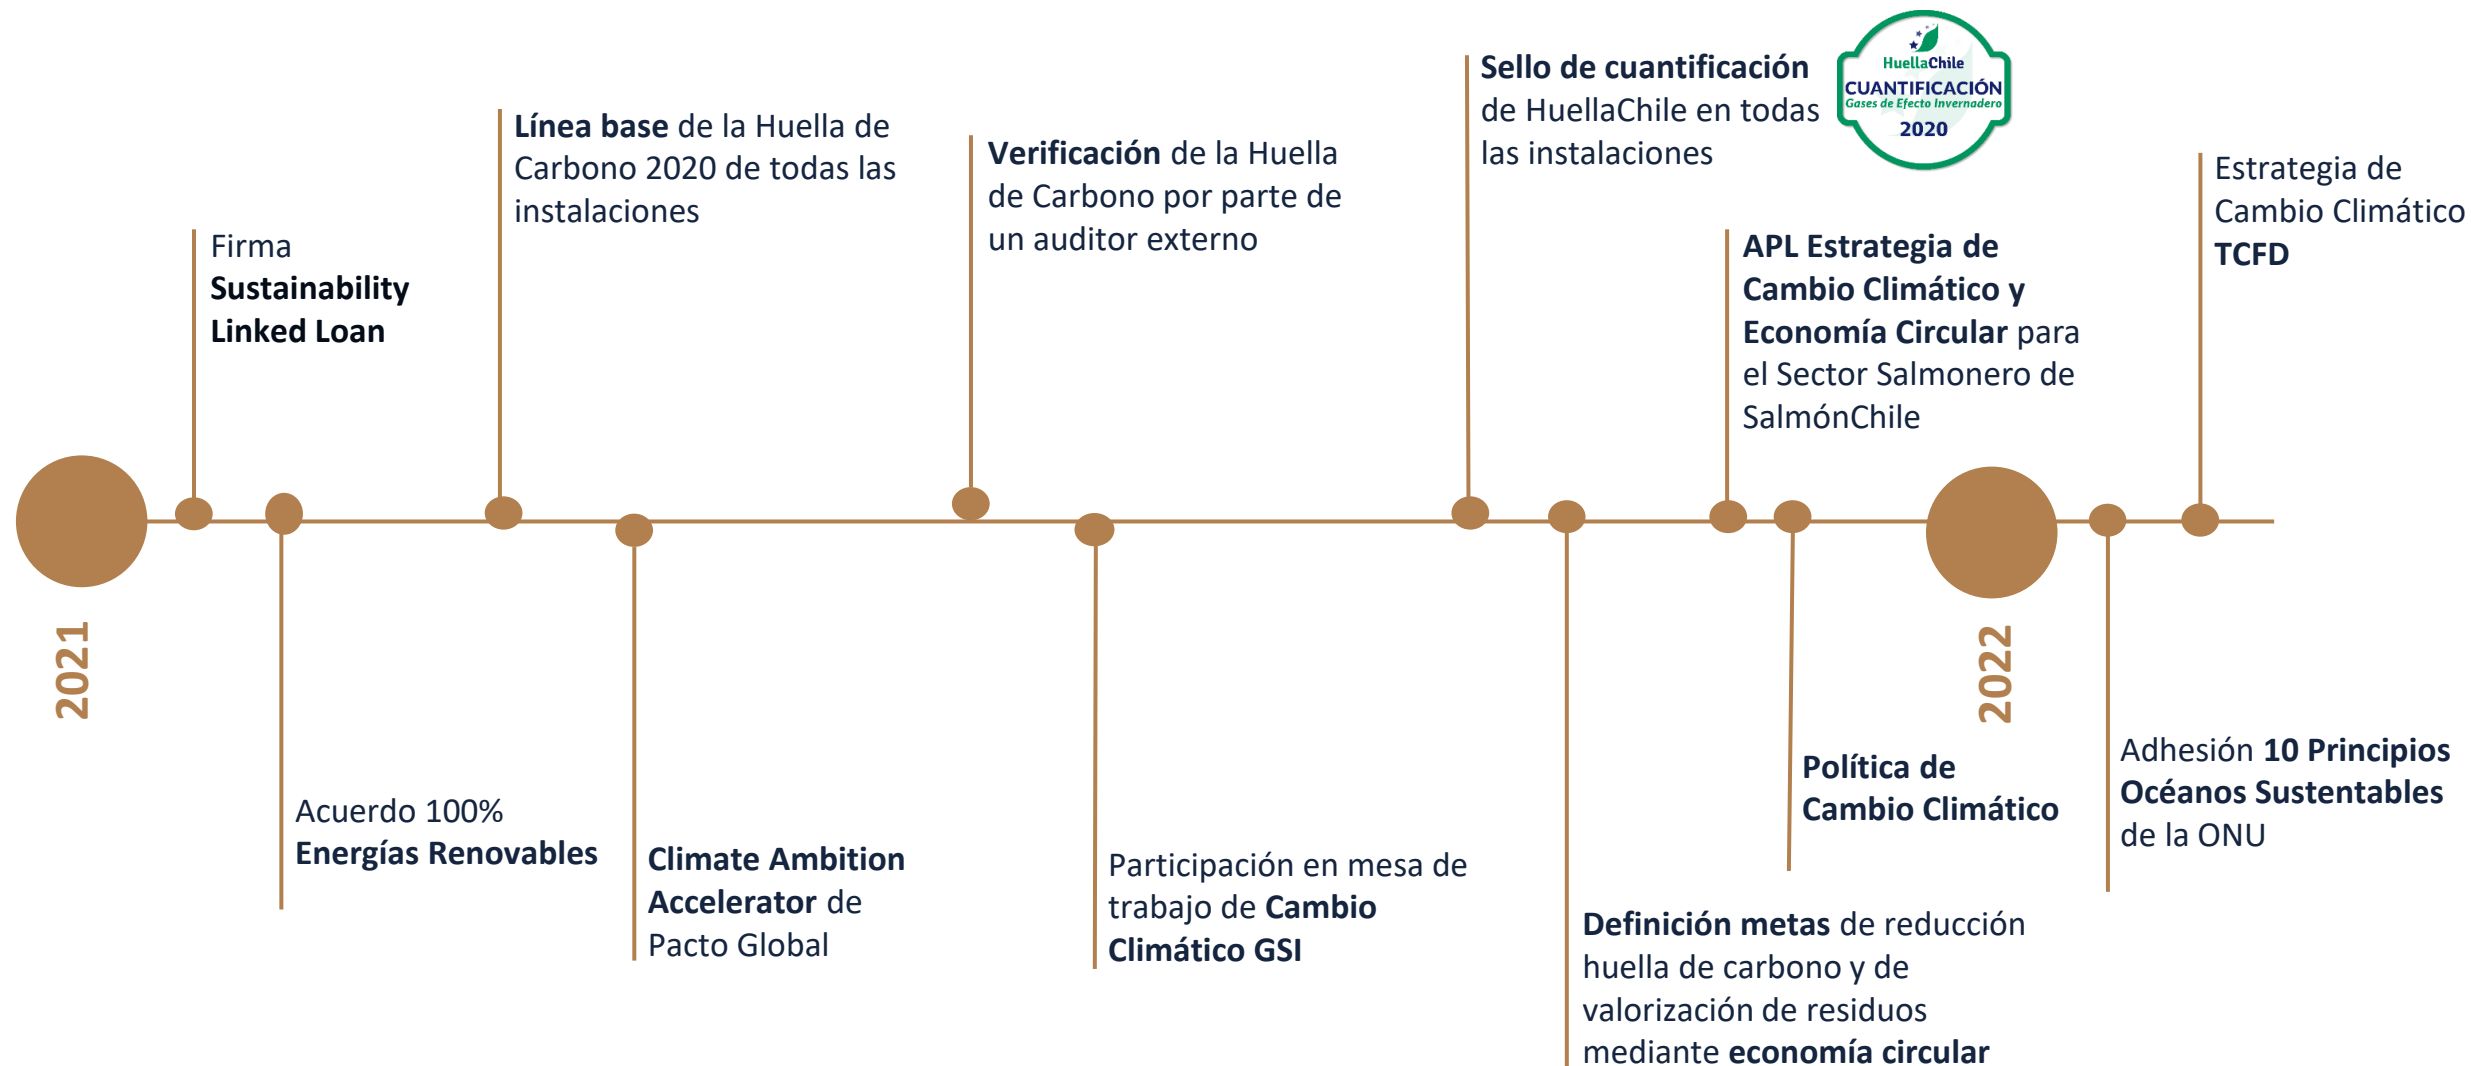 2021
Firma
Sustainability
Linked Loan
Acuerdo 100%
Energías Renovables
Línea base de la Huella de
Carbono 2020 de todas las
instalaciones
Climate Ambition
Accelerator de
Pacto Global
Verificación de la Huella
de Carbono por parte de
un auditor externo
Participación en mesa de
trabajo de Cambio
Climático GSI
Sello de cuantificación
de HuellaChile en todas
las instalaciones
HuellaChile
CUANTIFICACIÓN
Gases de Efecto Invernadero
2020
Definición metas de reducción
huella de carbono y de
valorización de residuos
mediante economía circular
APL Estrategia de
Cambio Climático y
Economía Circular para
el Sector Salmonero de
SalmónChile
Política de
Cambio Climático
2022
Adhesión 10 Principios
Océanos Sustentables
de la ONU
Estrategia de
Cambio Climático
TCFD